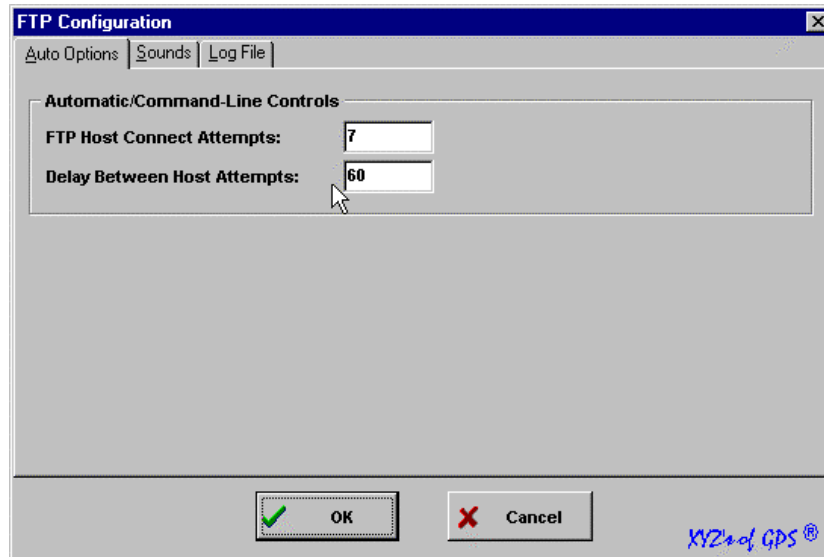 FTP Configuration
Auto Options Sounds Log File
Automatic/Command-Line Controls
FTP Host Connect Attempts: 7
Delay Between Host Attempts: 60
OK Cancel
XYZ's of GPS ®